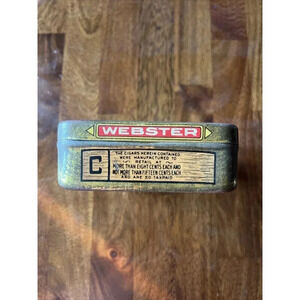 WEBSTER
C
THE CIGARS HEREIN CONTAINED
WERE MANUFACTURED TO
RETAIL AT
MORE THAN EIGHT CENTS EACH AND
NOT MORE THAN FIFTEEN CENTS EACH
AND ARE SO TAXPAID